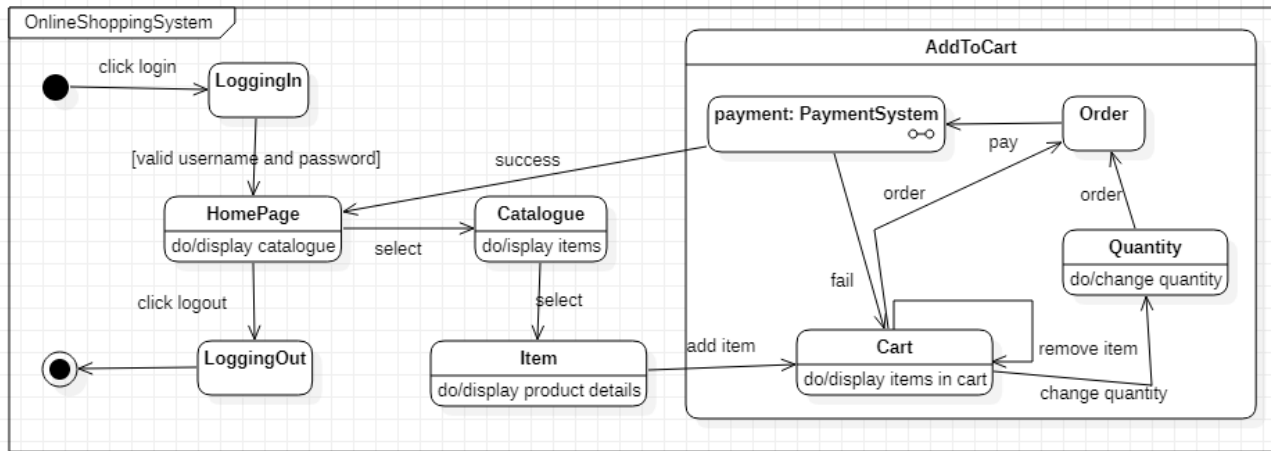 OnlineShoppingSystem
click login
LoggingIn
[valid username and password]
HomePage
do/display catalogue
click logout
LoggingOut
select
Catalogue
do/isplay items
select
Item
do/display product details
add item
success
AddToCart
payment: PaymentSystem
Order
pay
order
order
Quantity
do/change quantity
fail
Cart
do/display items in cart
remove item
change quantity